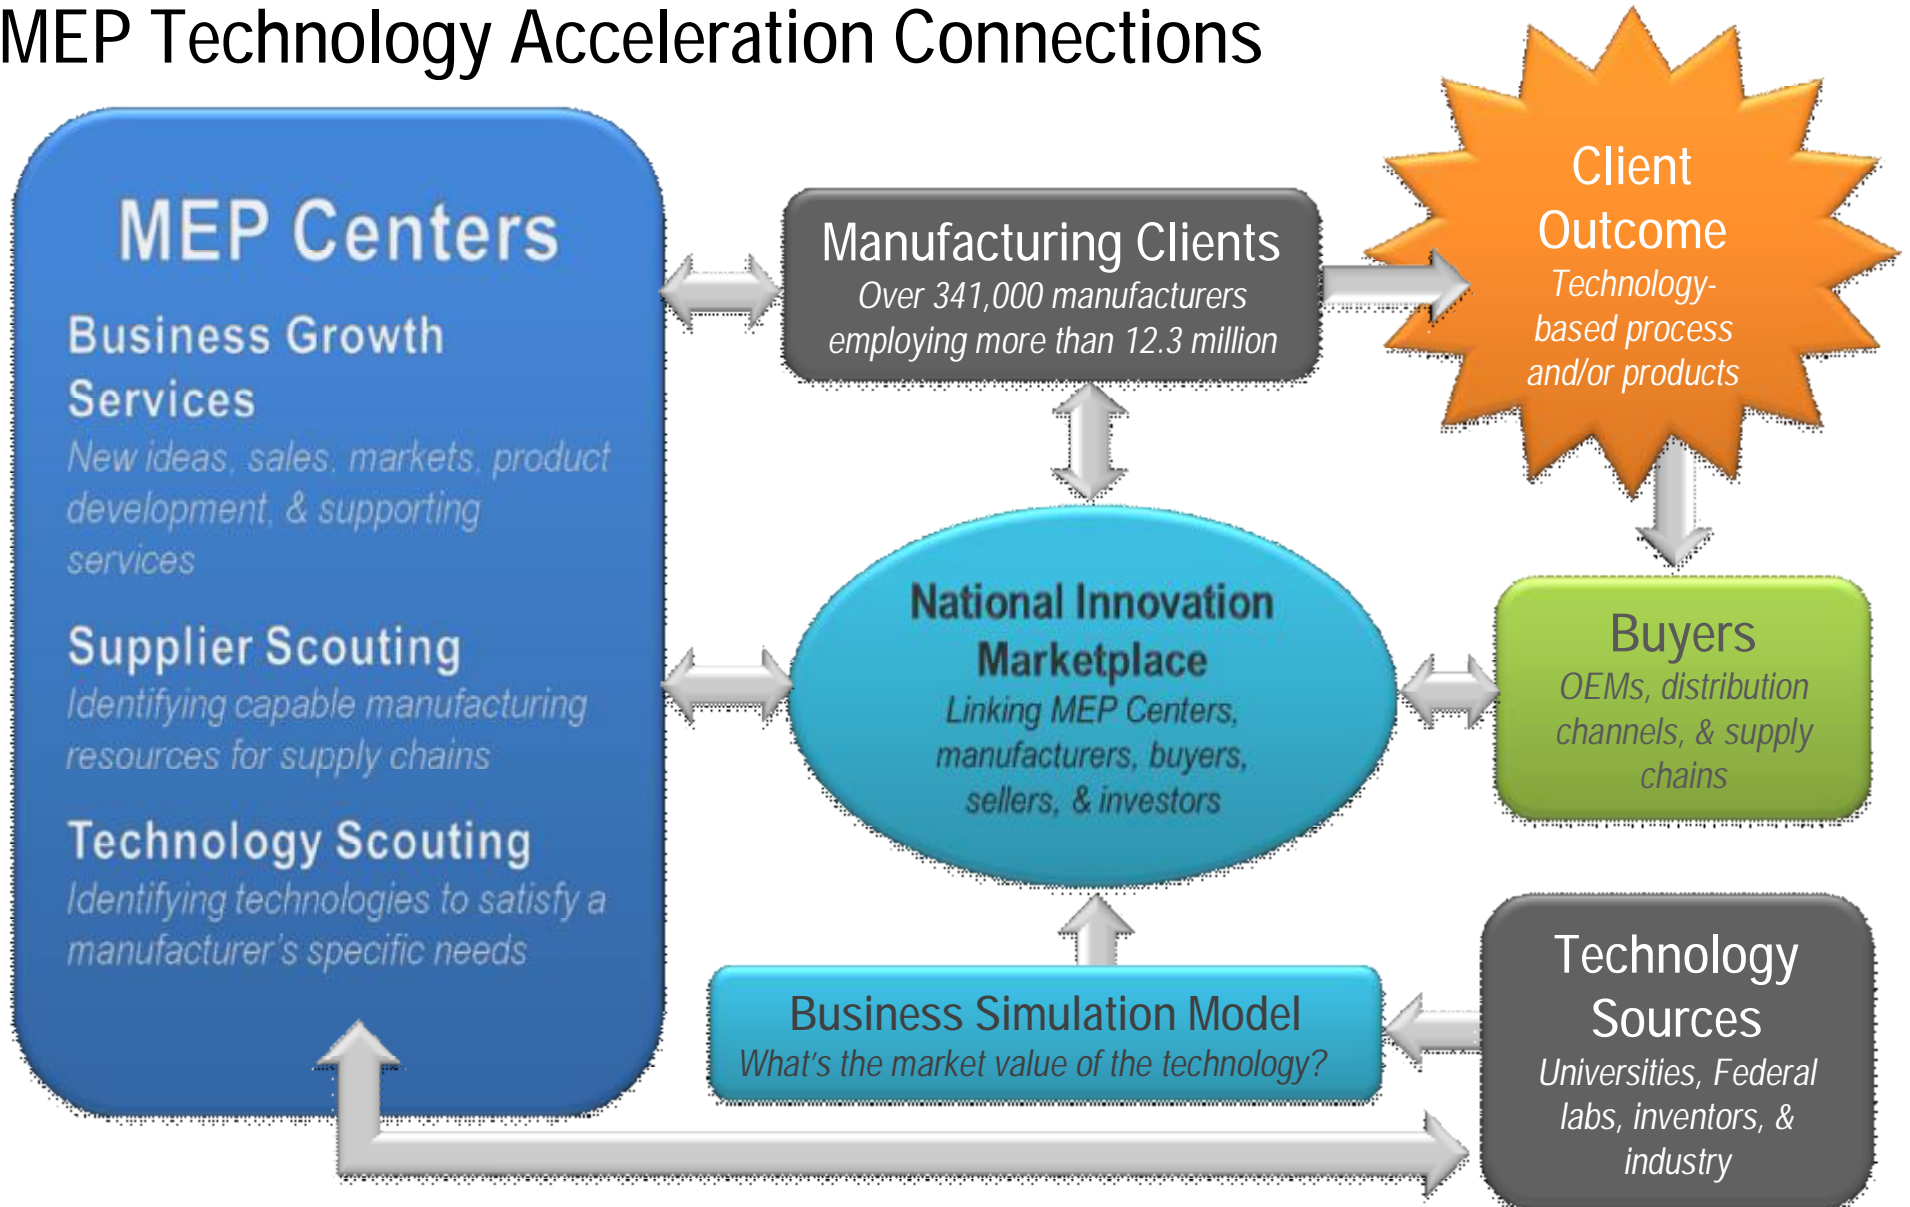 MEP Technology Acceleration Connections
MEP Centers
Business Growth
Services
New ideas, sales, markets, product
development, & supporting
services
Supplier Scouting
Identifying capable manufacturing
resources for supply chains
Technology Scouting
Identifying technologies to satisfy a
manufacturer's specific needs
Manufacturing Clients
Over 341,000 manufacturers
employing more than 12.3 million
Client
Outcome
Technology-
based process
and/or products
National Innovation
Marketplace
Linking MEP Centers,
manufacturers, buyers,
sellers, & investors
Buyers
OEMs, distribution
channels, & supply
chains
Business Simulation Model
What's the market value of the technology?
Technology
Sources
Universities, Federal
labs, inventors, &
industry